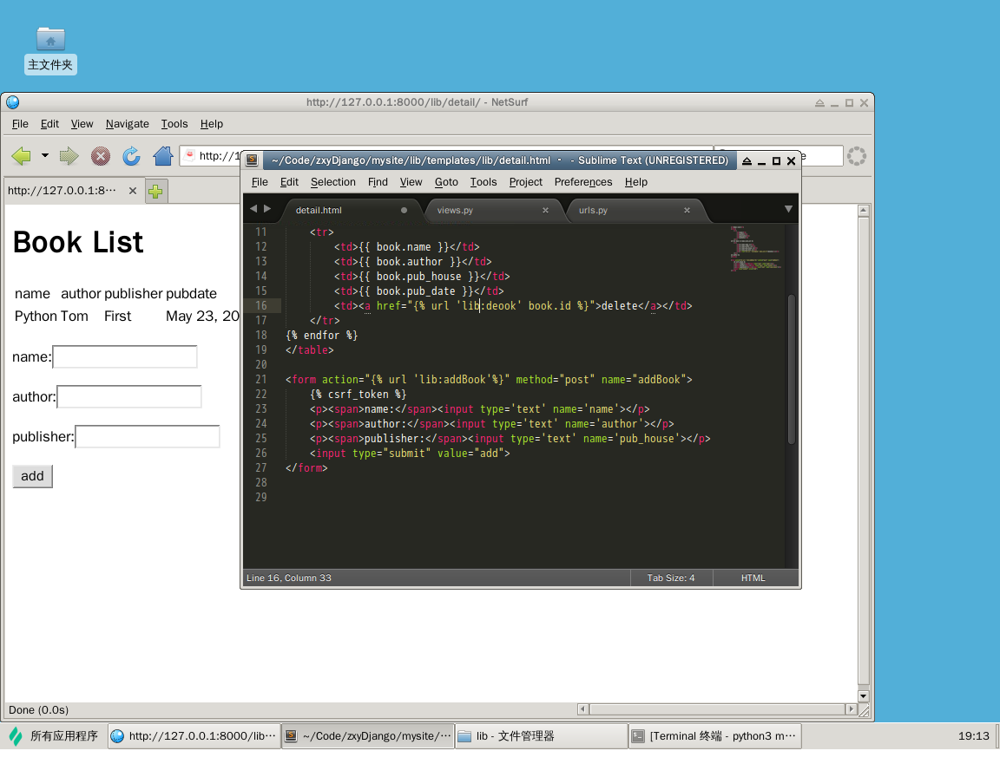 主文件夹
http://127.0.0.1:8000/lib/detail/ - NetSurf
File Edit View Navigate Tools Help
http://1
e
http://127.0.0.1:8···
Book List
name author publisher pubdate
Python Tom First May 23, 20
name:
author:
publisher:
add
Done (0.0s)
~/Code/zxyDjango/mysite/lib/templates/lib/detail.html · - Sublime Text (UNREGISTERED)
File Edit Selection Find View Goto Tools Project Preferences Help
detail.html views.py urls.py
11 <tr>
12 <td>{{ book.name }}</td>
13 <td>{{ book.author }}</td>
14 <td>{{ book.pub_house }}</td>
15 <td>{{ book.pub_date }}</td>
16 <td><a href="{% url 'lib:deook' book.id %}">delete</a></td>
17 </tr>
18 {% endfor %}
19 </table>
20
21 <form action="{% url 'lib:addBook'%}" method="post" name="addBook">
22 {% csrf_token %}
23 <p><span>name:</span><input type='text' name='name'></p>
24 <p><span>author:</span><input type='text' name='author'></p>
25 <p><span>publisher:</span><input type='text' name='pub_house'></p>
26 <input type="submit" value="add">
27 </form>
28
29
Line 16, Column 33 Tab Size: 4 HTML
所有应用程序 http://127.0.0.1:8000/lib··· ~/Code/zxyDjango/mysite/··· lib - 文件管理器 [Terminal 终端 - python3 m··· 19:13